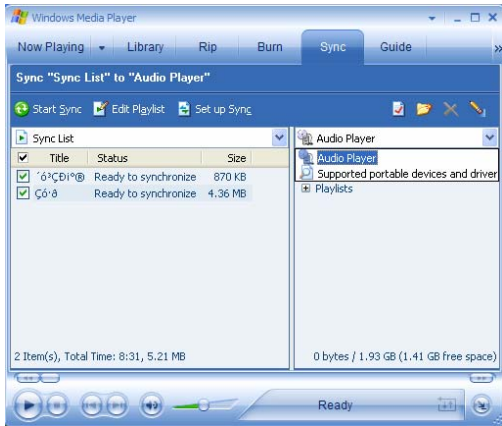 Windows Media Player
Now Playing Library Rip Burn Sync Guide »
Sync "Sync List" to "Audio Player"
Start Sync Edit Playlist Set up Sync
Sync List Audio Player
Title Status Size Audio Player
´ó³ÇÐ¡°® Ready to synchronize 870 KB Supported portable devices and driver
Çó·ð Ready to synchronize 4.36 MB Playlists
2 Item(s), Total Time: 8:31, 5.21 MB 0 bytes / 1.93 GB (1.41 GB free space)
Ready